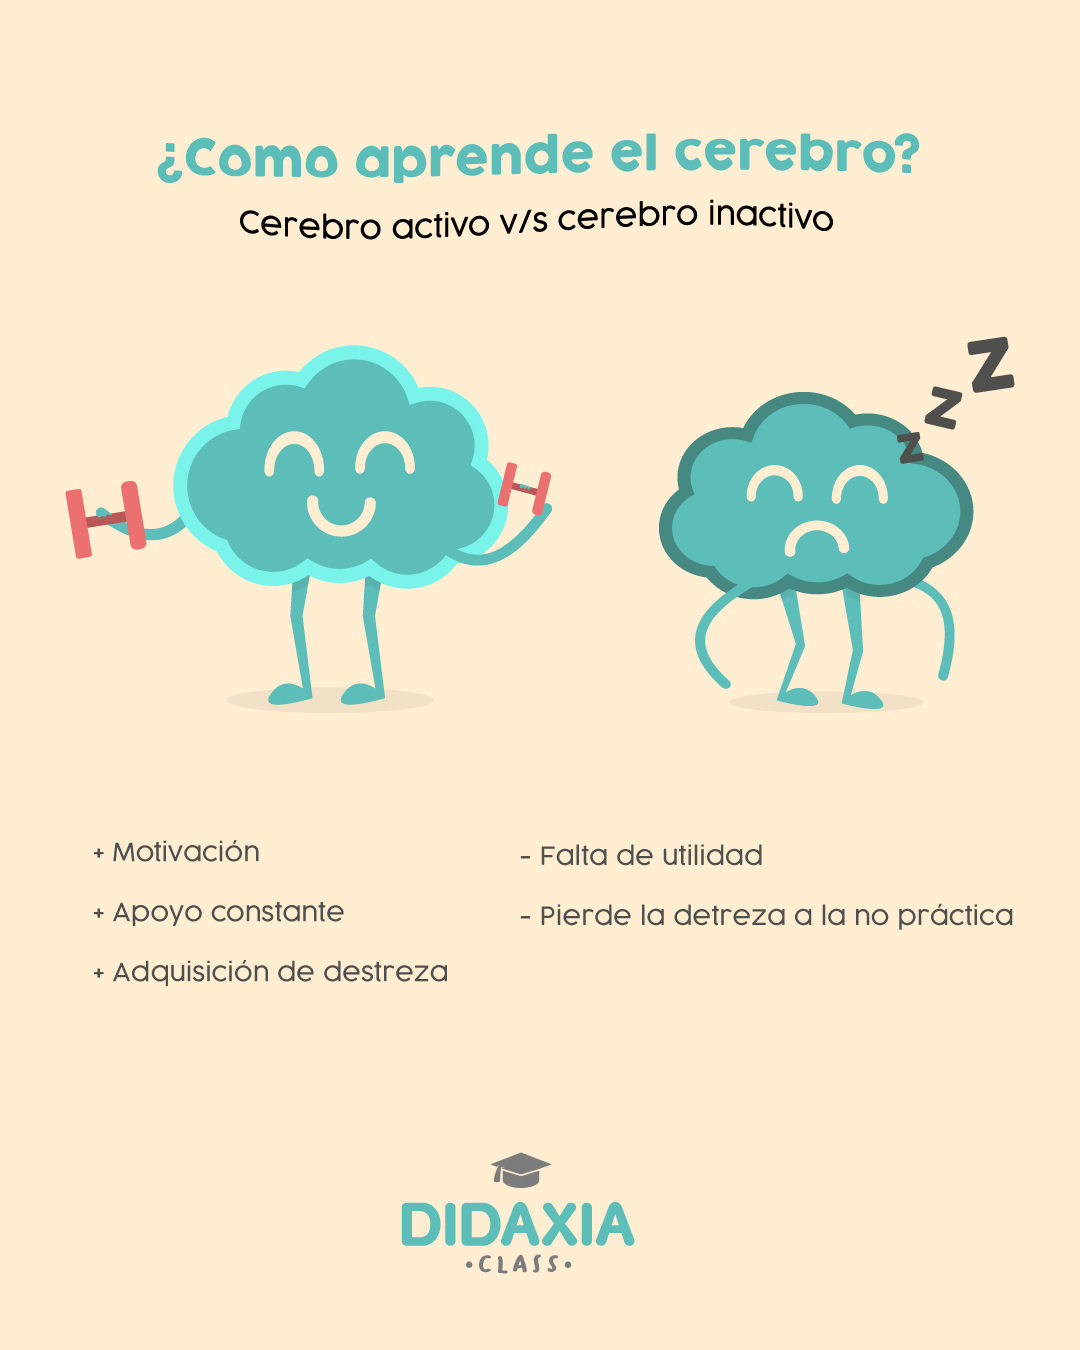 ¿Como aprende el cerebro?
Cerebro activo v/s cerebro inactivo
z
z
z
+ Motivación
+ Apoyo constante
+ Adquisición de destreza
- Falta de utilidad
- Pierde la detreza a la no práctica
DIDAXIA
•CLASS•